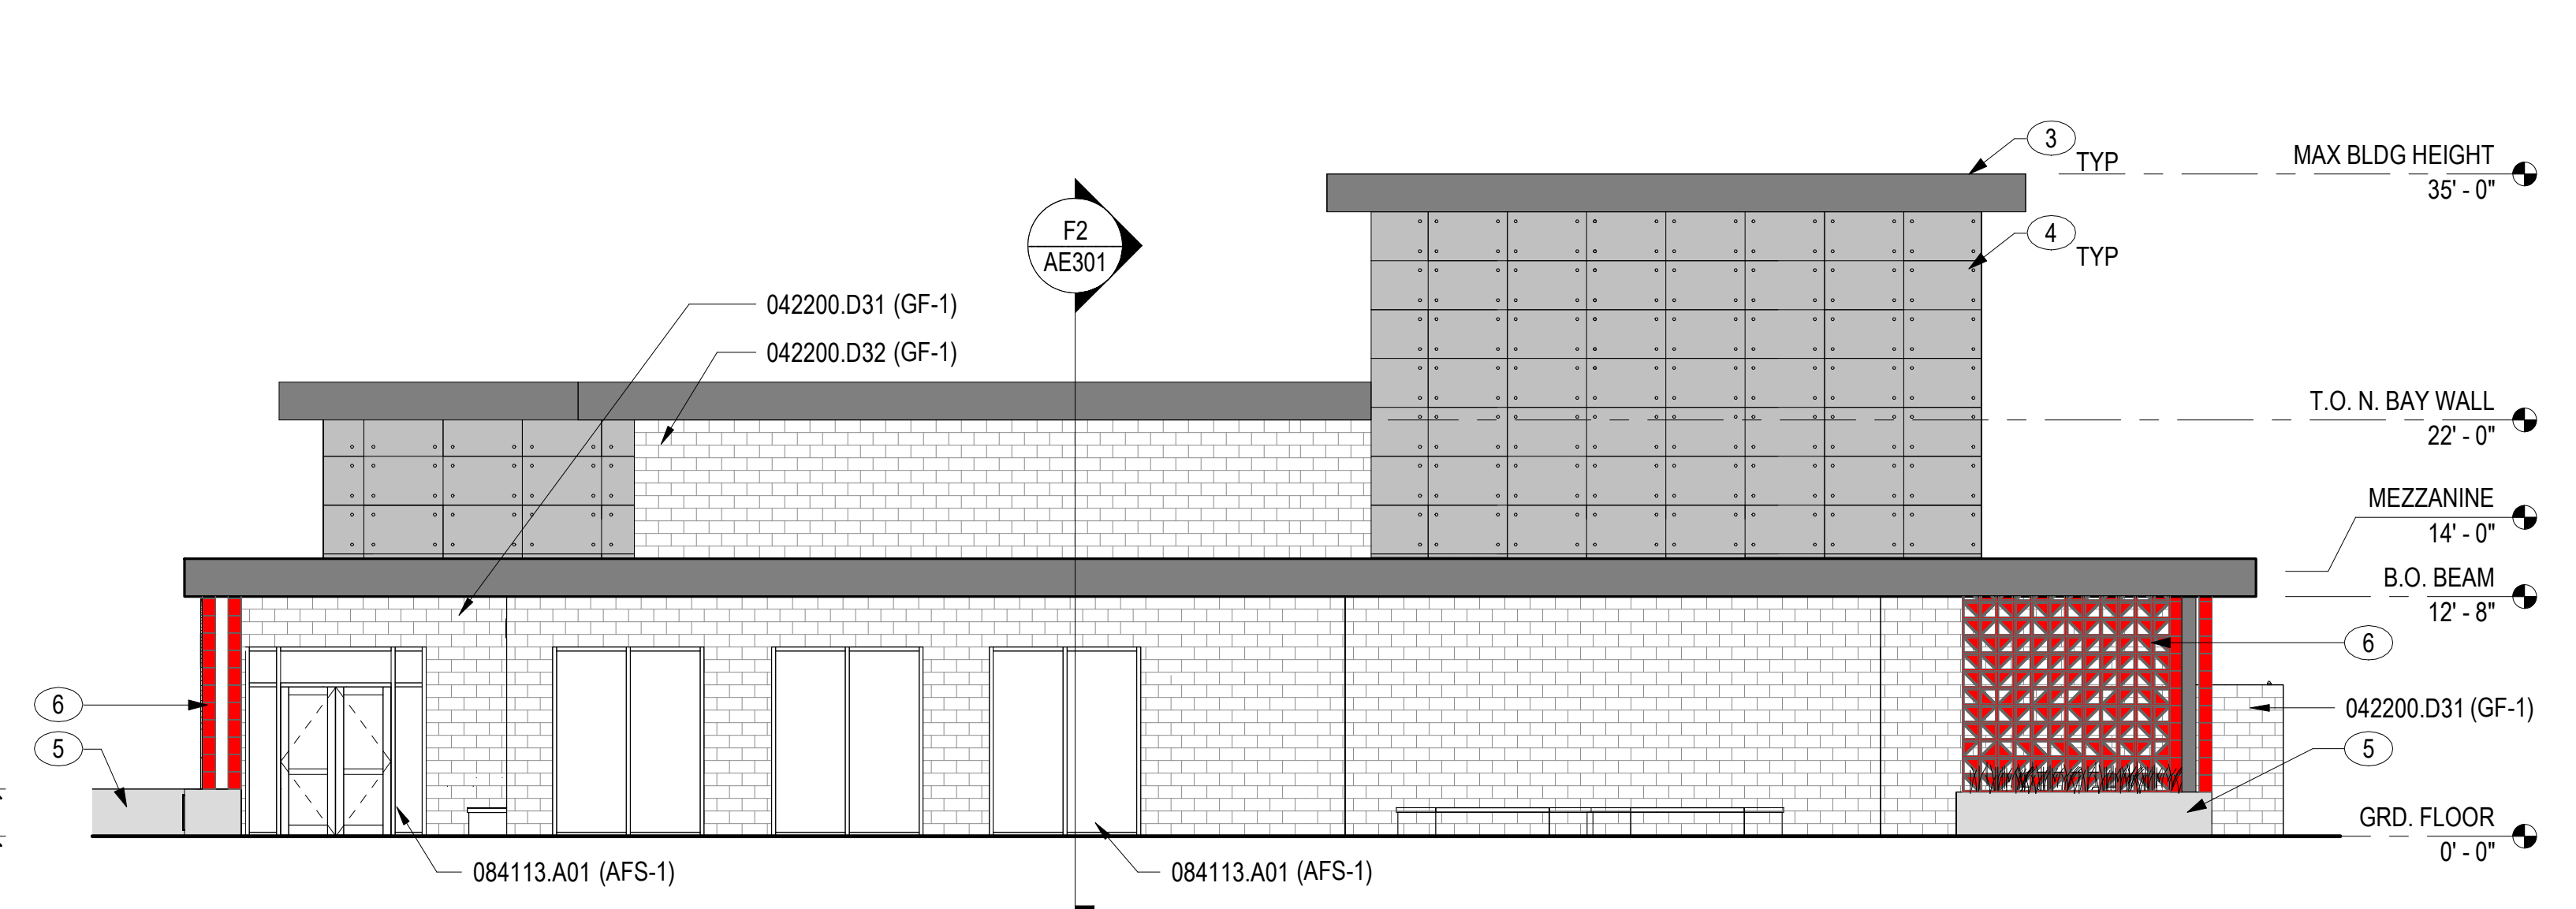 3
TYP
MAX BLDG HEIGHT
35' - 0"
F2
AE301
4
TYP
042200.D31 (GF-1)
042200.D32 (GF-1)
T.O. N. BAY WALL
22' - 0"
MEZZANINE
14' - 0"
B.O. BEAM
12' - 8"
6
6
042200.D31 (GF-1)
5
5
GRD. FLOOR
0' - 0"
084113.A01 (AFS-1)
084113.A01 (AFS-1)